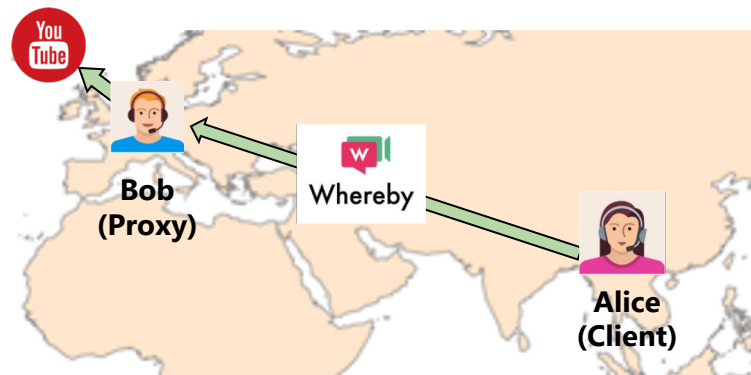 You
Tube
Bob
(Proxy)
W
Whereby
Alice
(Client)